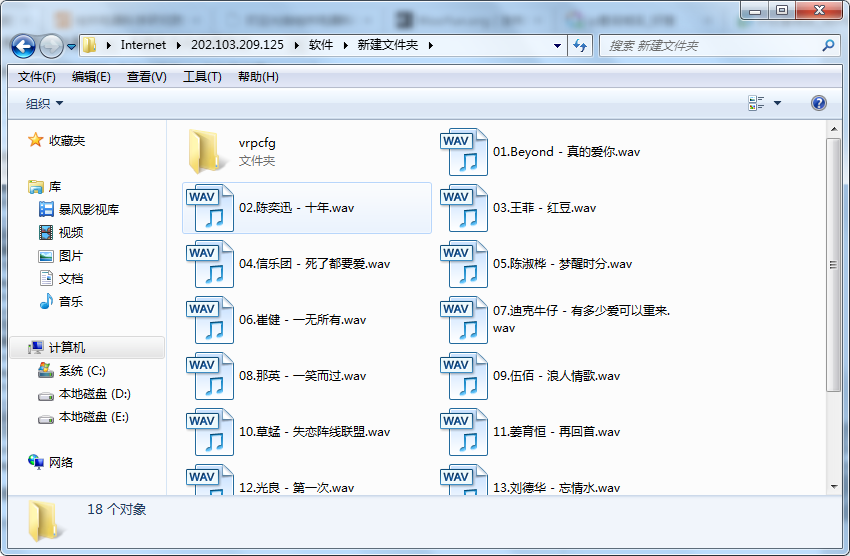 Internet
202.103.209.125
软件
新建文件夹
搜索 新建文件夹
文件(F) 编辑(E) 查看(V) 工具(T) 帮助(H)
组织
收藏夹
库
暴风影视库
视频
图片
文档
音乐
计算机
系统 (C:)
本地磁盘 (D:)
本地磁盘 (E:)
网络
vrpcfg
文件夹
WAV
01.Beyond - 真的爱你.wav
WAV
02.陈奕迅 - 十年.wav
WAV
03.王菲 - 红豆.wav
WAV
04.信乐团 - 死了都要爱.wav
WAV
05.陈淑桦 - 梦醒时分.wav
WAV
06.崔健 - 一无所有.wav
WAV
07.迪克牛仔 - 有多少爱可以重来.
wav
WAV
08.那英 - 一笑而过.wav
WAV
09.伍佰 - 浪人情歌.wav
WAV
10.草蜢 - 失恋阵线联盟.wav
WAV
11.姜育恒 - 再回首.wav
WAV
12.光良 - 第一次.wav
WAV
13.刘德华 - 忘情水.wav
18 个对象